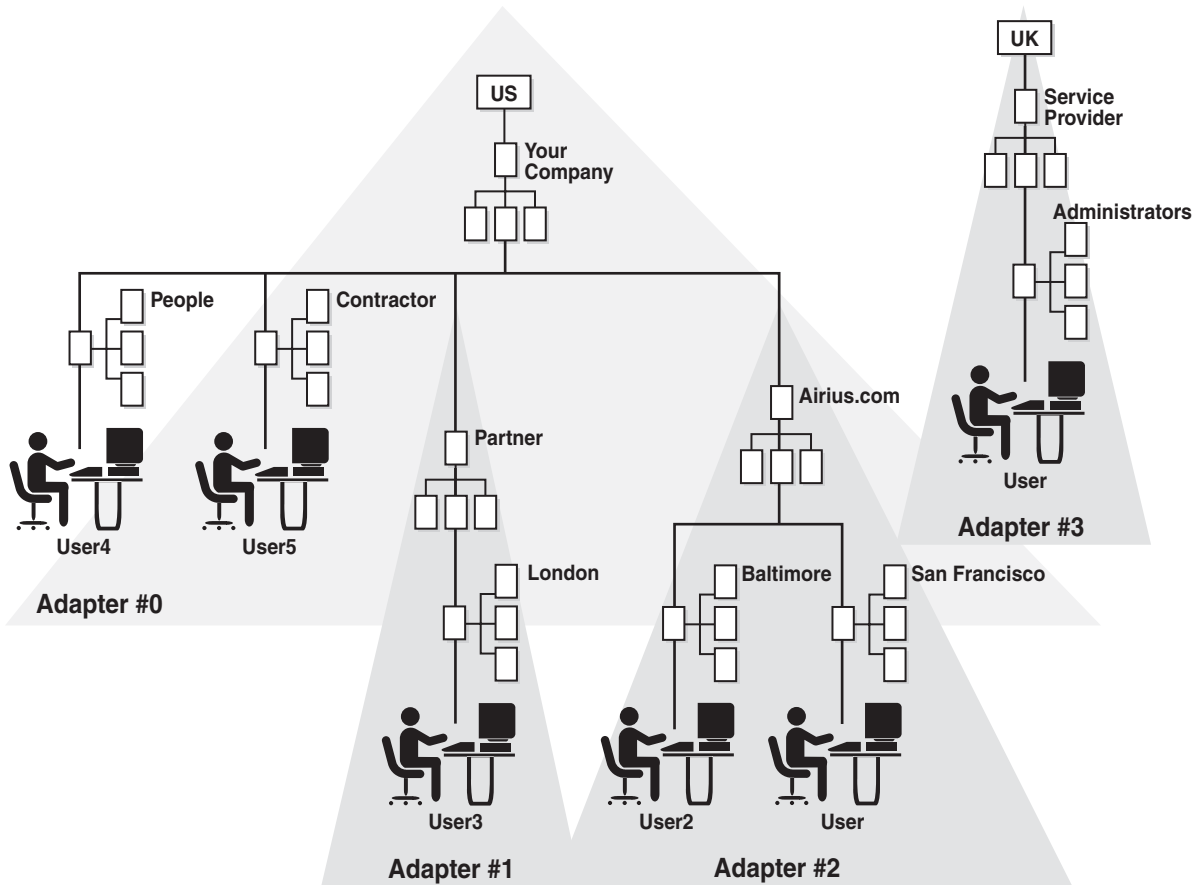 UK
US
Service
Provider
Your
Company
Administrators
People
Contractor
Airius.com
Partner
User
Adapter #3
User4
User5
Adapter #0
London
Baltimore
San Francisco
User3
User2
User
Adapter #1
Adapter #2